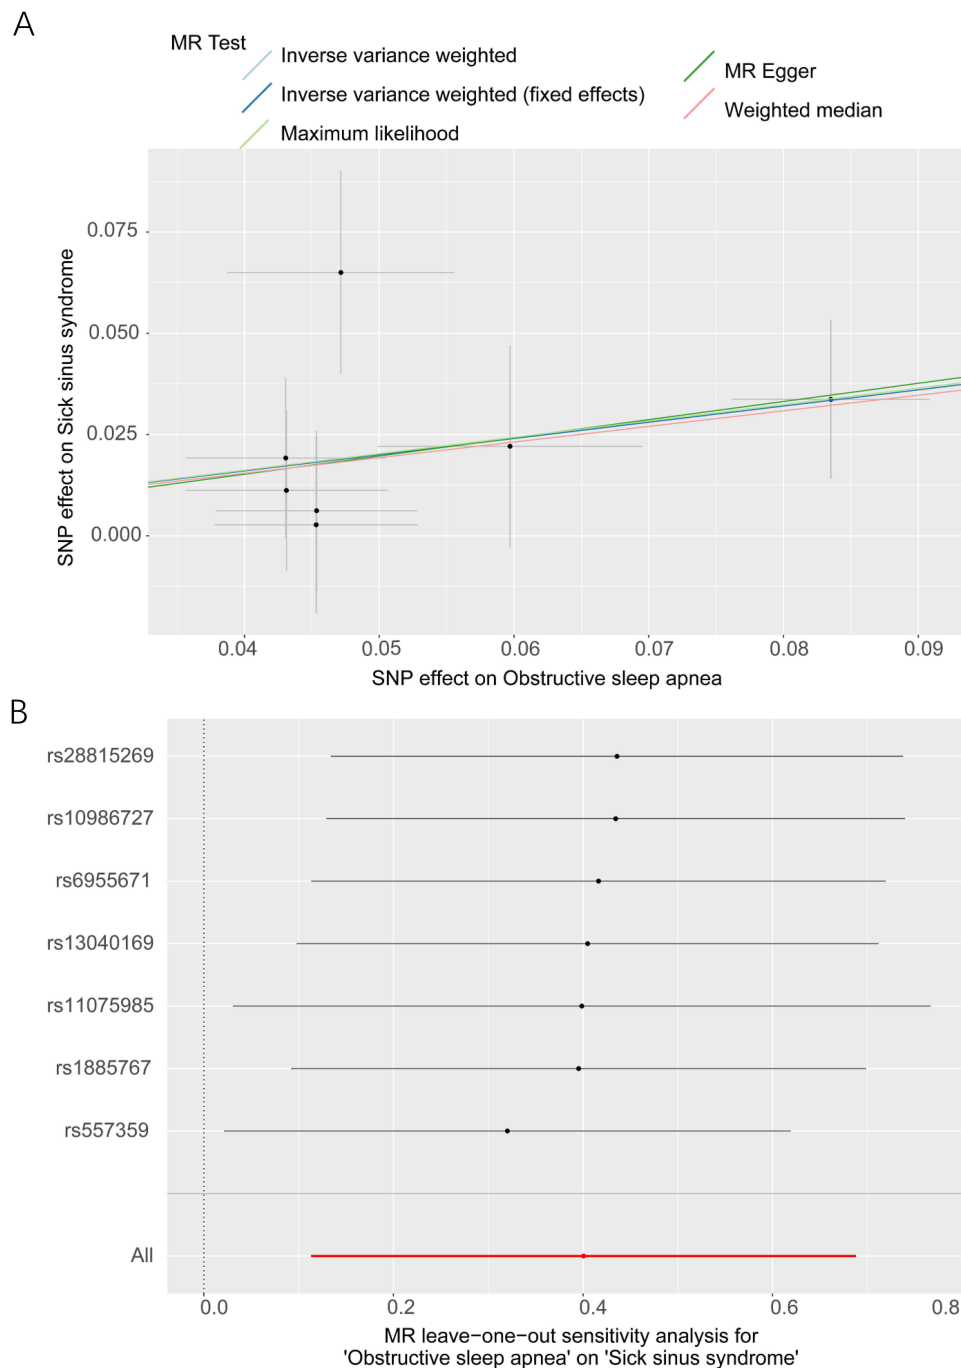 A
MR Test
Inverse variance weighted
Inverse variance weighted (fixed effects)
Maximum likelihood
MR Egger
Weighted median
SNP effect on Sick sinus syndrome
0.075
0.050
0.025
0.000
0.04 0.05 0.06 0.07 0.08 0.09
SNP effect on Obstructive sleep apnea
B
rs28815269
rs10986727
rs6955671
rs13040169
rs11075985
rs1885767
rs557359
All
0.0 0.2 0.4 0.6 0.8
MR leave−one−out sensitivity analysis for
'Obstructive sleep apnea' on 'Sick sinus syndrome'